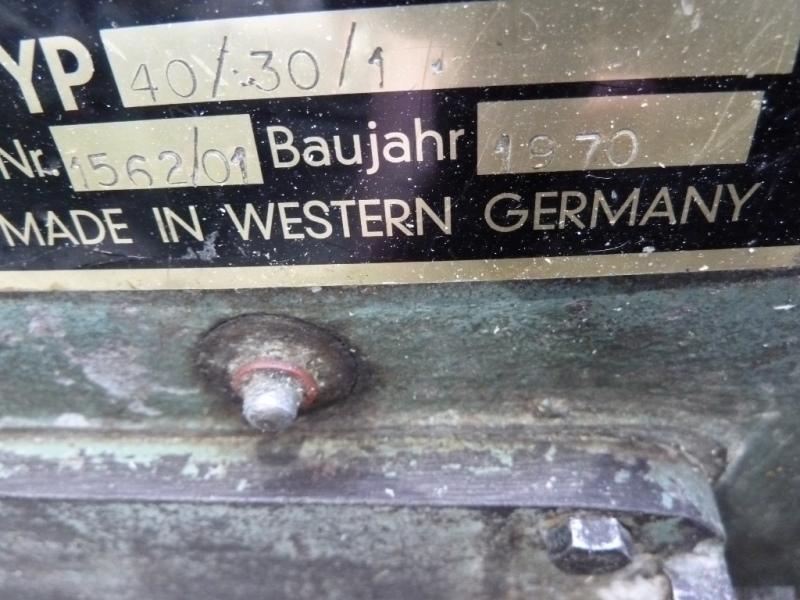 YP 40/30/1
Nr. 1562/01 Baujahr 1970
MADE IN WESTERN GERMANY